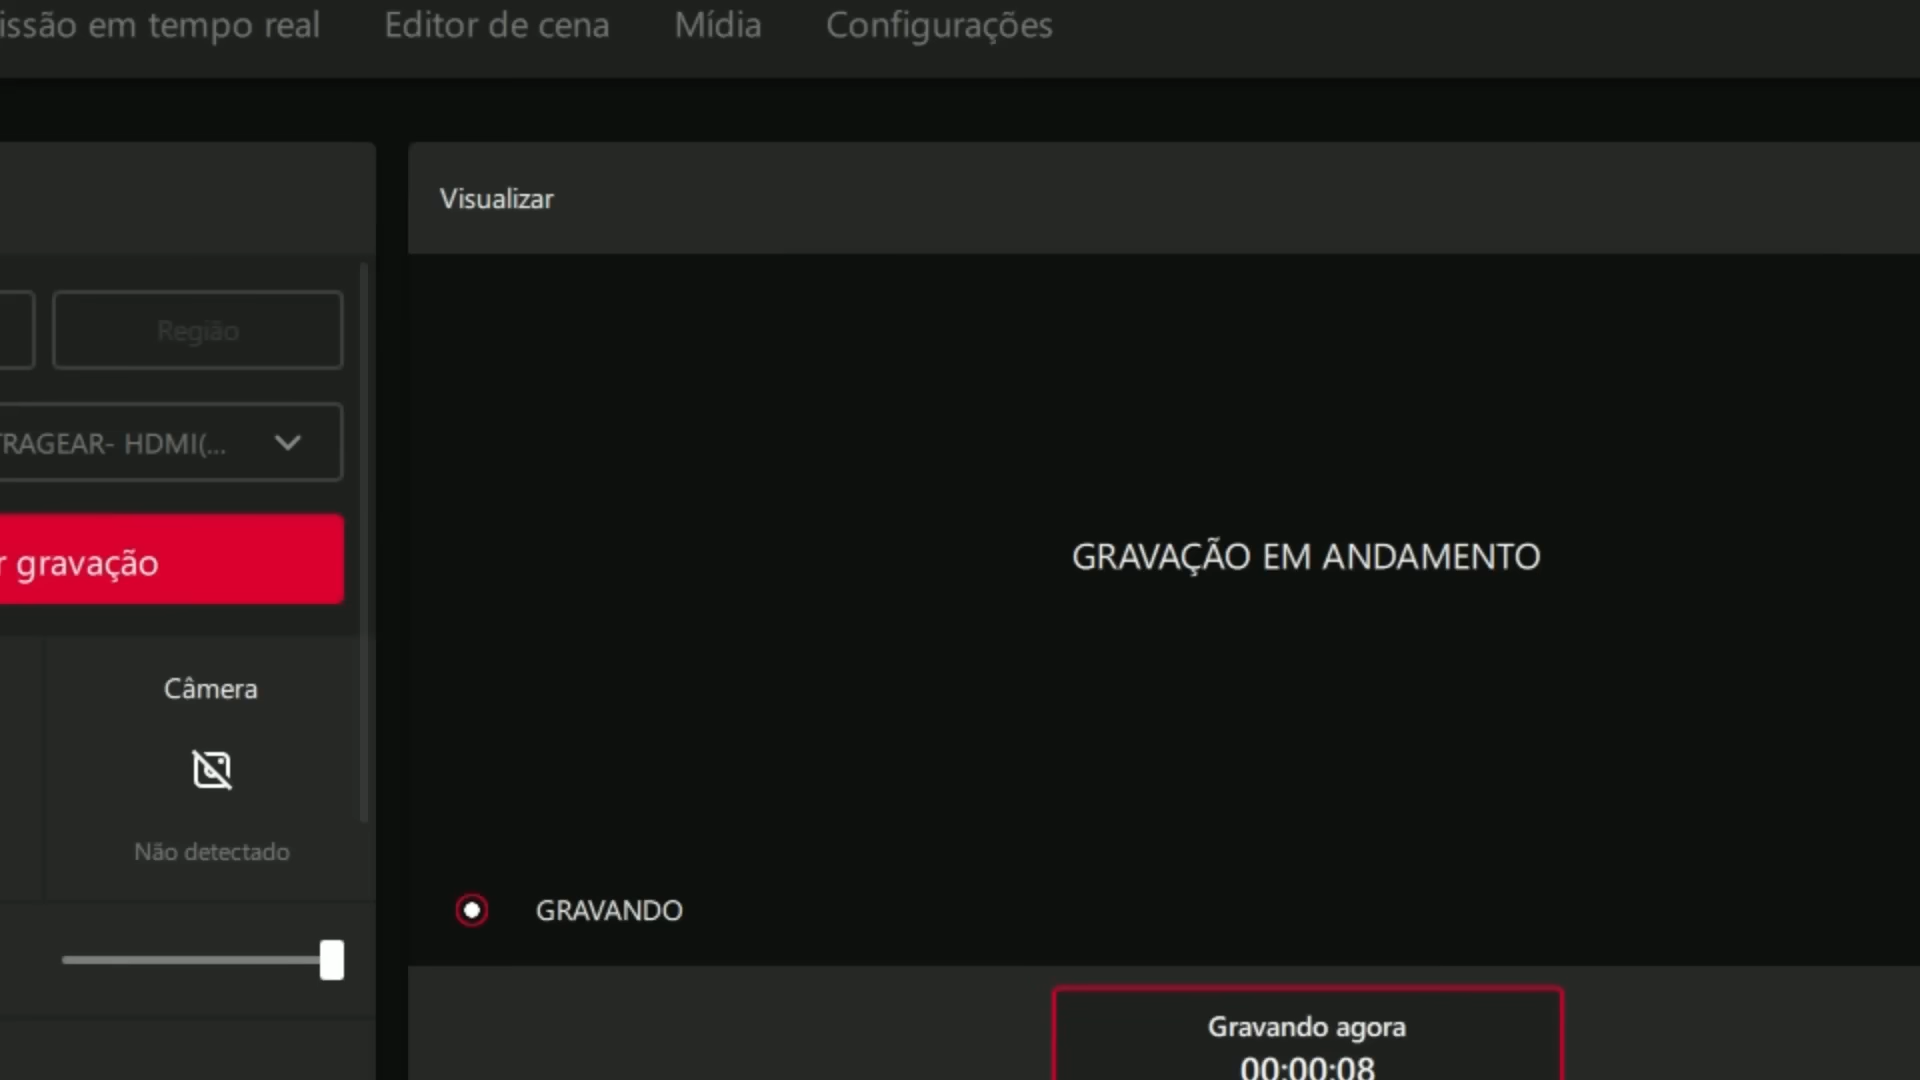 issão em tempo real Editor de cena Mídia Configurações
Visualizar
Região
TRAGEAR- HDMI(...
r gravação
GRAVAÇÃO EM ANDAMENTO
Câmera
Não detectado
GRAVANDO
Gravando agora
00:00:08